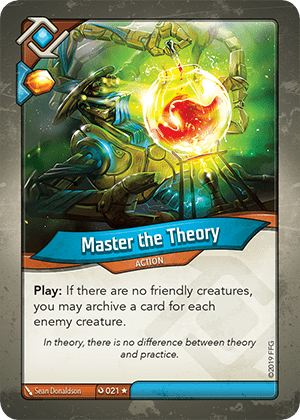 Master the Theory
ACTION
Play: If there are no friendly creatures,
you may archive a card for each
enemy creature.
In theory, there is no difference between theory
and practice.
Sean Donaldson
021
©2019 FFG